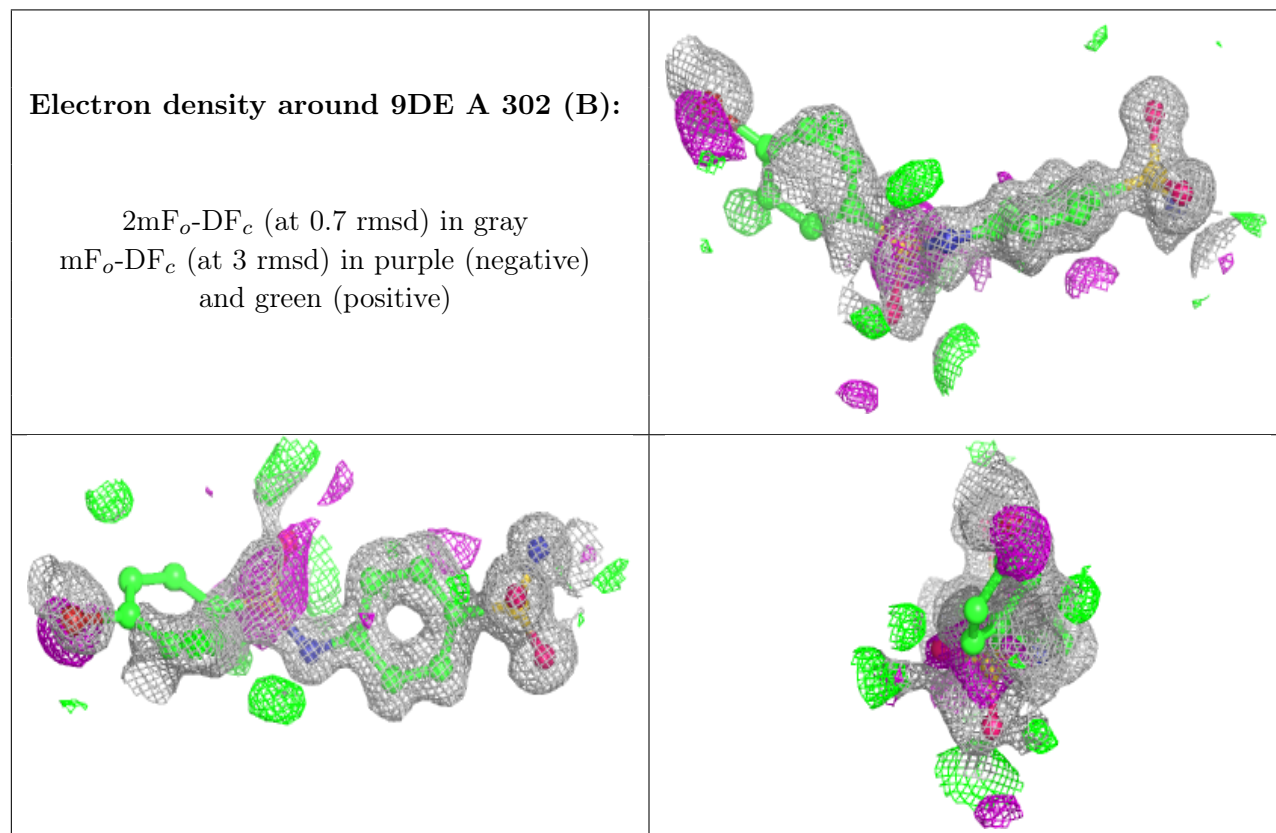 Electron density around 9DE A 302 (B):
2mFo-DFc (at 0.7 rmsd) in gray
mFo-DFc (at 3 rmsd) in purple (negative)
and green (positive)